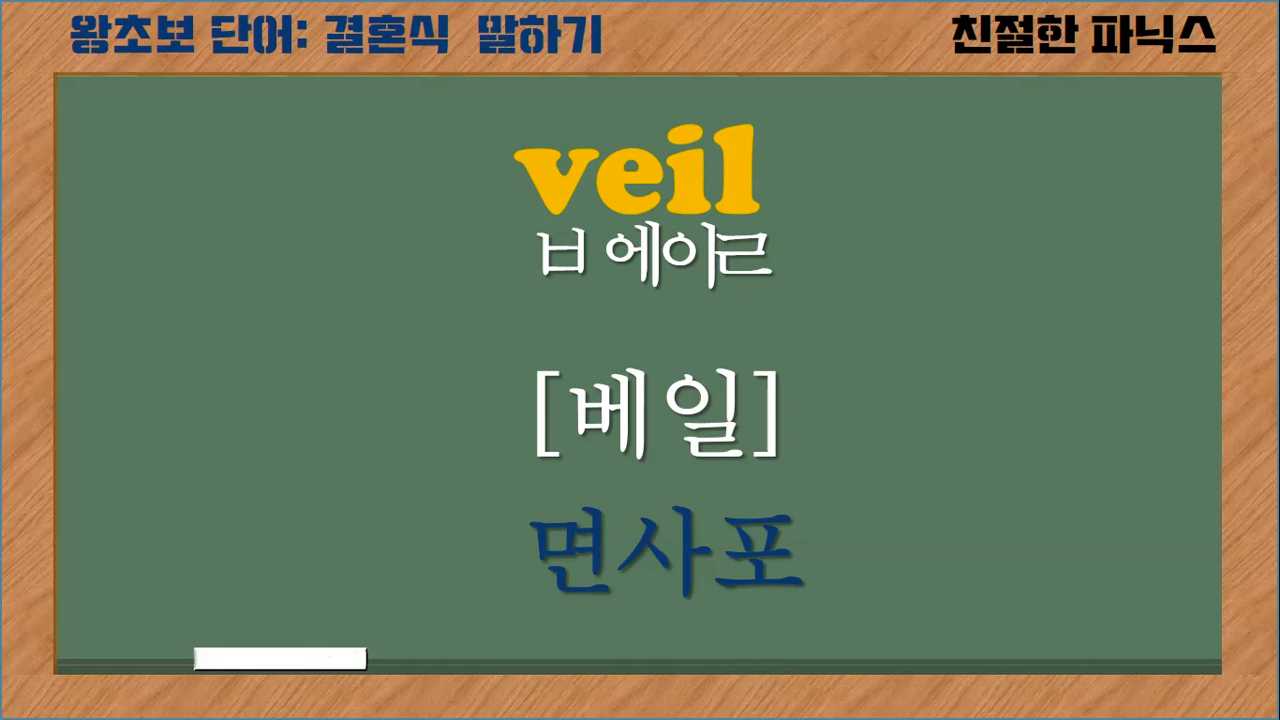 왕초보 단어: 결혼식 말하기
친절한 파닉스
veil
ㅂ 에이ㄹ
[베일]
면사포